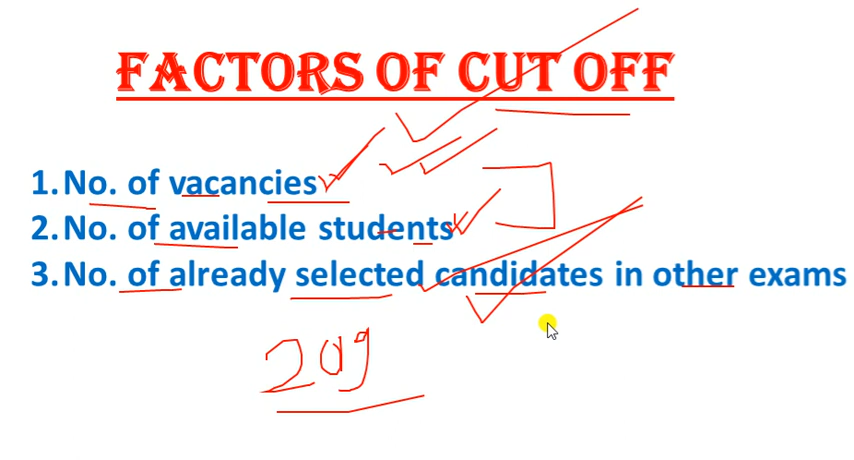 FACTORS OF CUT OFF
1. No. of vacancies
2. No. of available students
3. No. of already selected candidates in other exams
209